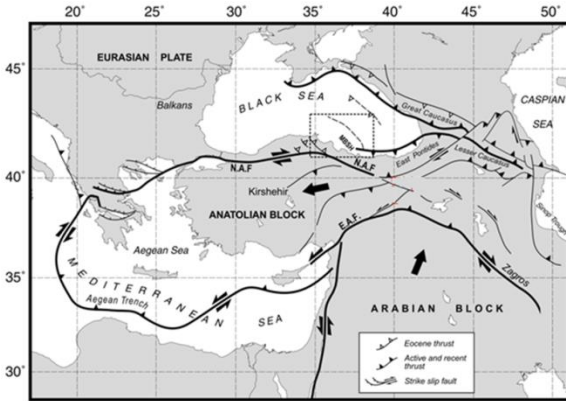 20° 25° 30° 35° 40° 45° 50°
45°
40°
35°
30°
EURASIAN PLATE
Balkans
BLACK SEA
Great Caucasus
CASPIAN
SEA
MBSH
East Pontides
Lesser Caucasus
N.A.F
N.A.F
Kirshehir
ANATOLIAN BLOCK
E.A.F.
Aegean Sea
Zagros
MEDITERRANEAN
SEA
Aegean Trench
ARABIAN BLOCK
Eocene thrust
Active and recent
thrust
Strike slip fault